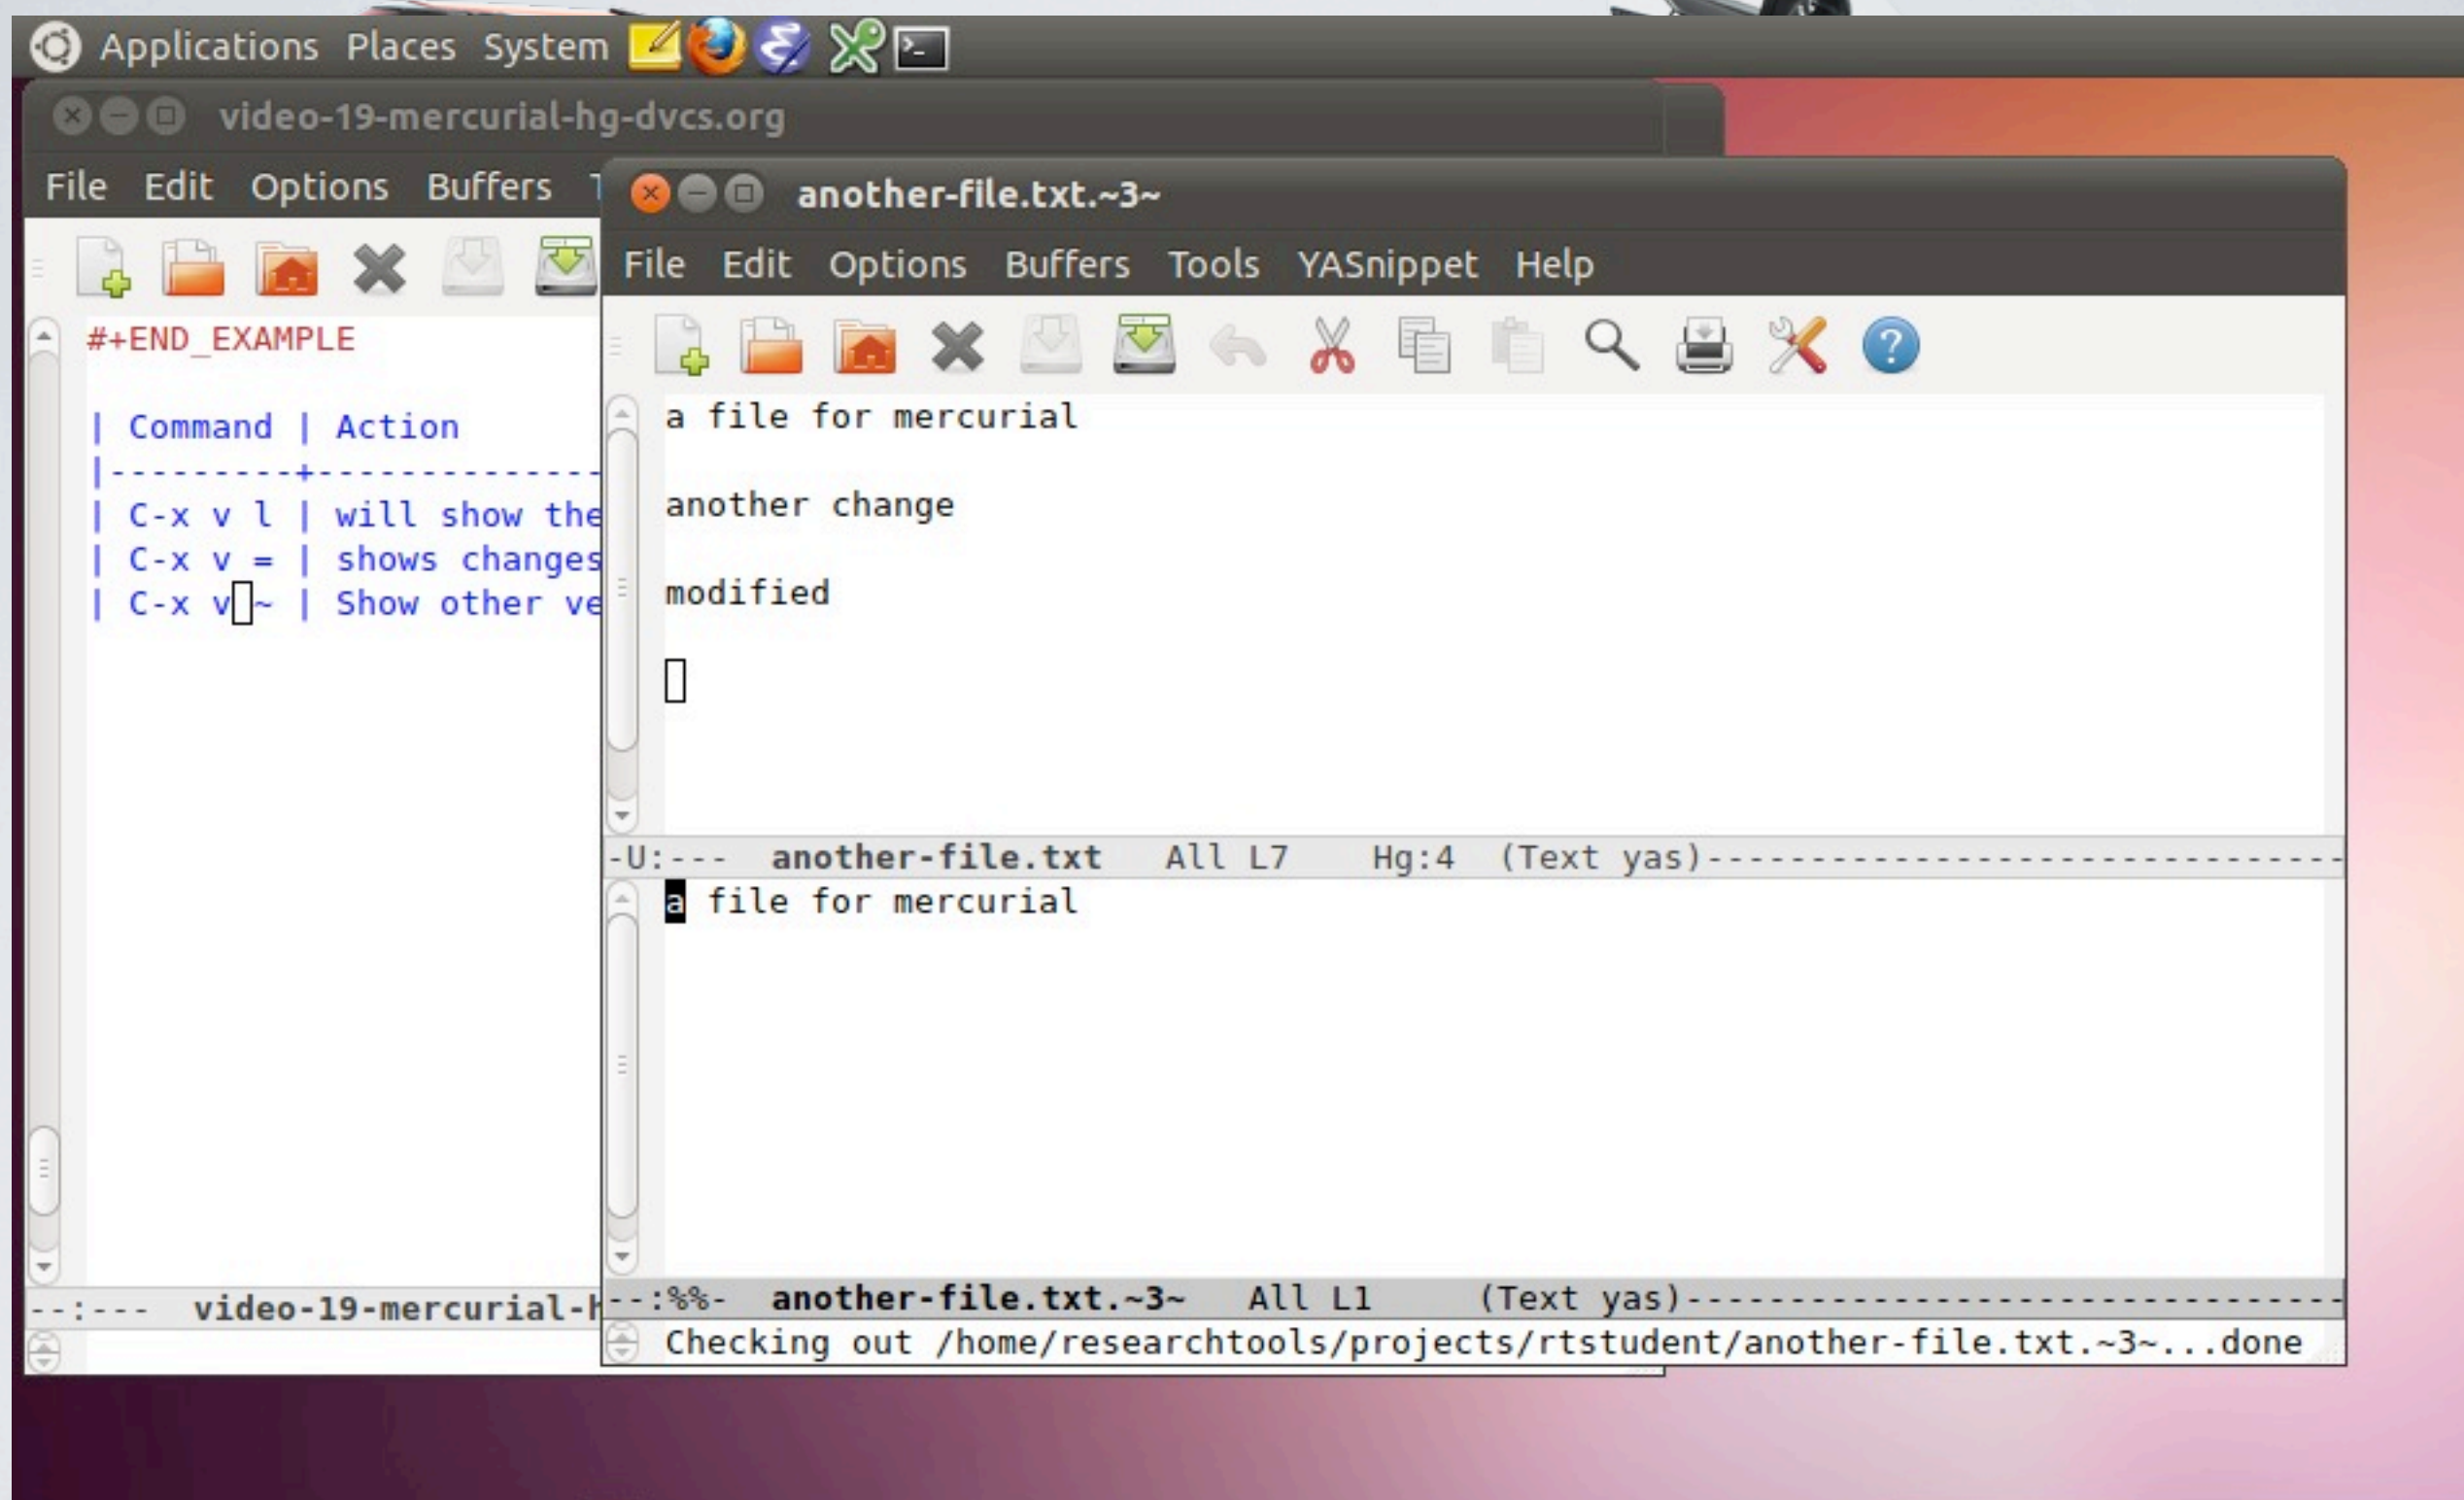 Applications Places System
video-19-mercurial-hg-dvcs.org
File Edit Options Buffers
#+END_EXAMPLE
| Command | Action
|---------+--------------
| C-x v l | will show the
| C-x v = | shows changes
| C-x v ~ | Show other ve
--:--- video-19-mercurial-h
another-file.txt.~3~
File Edit Options Buffers Tools YASnippet Help
a file for mercurial
another change
modified
-U:--- another-file.txt All L7 Hg:4 (Text yas)-------------------------------
a file for mercurial
--:%%- another-file.txt.~3~ All L1 (Text yas)--------------------------------
Checking out /home/researchtools/projects/rtstudent/another-file.txt.~3~...done